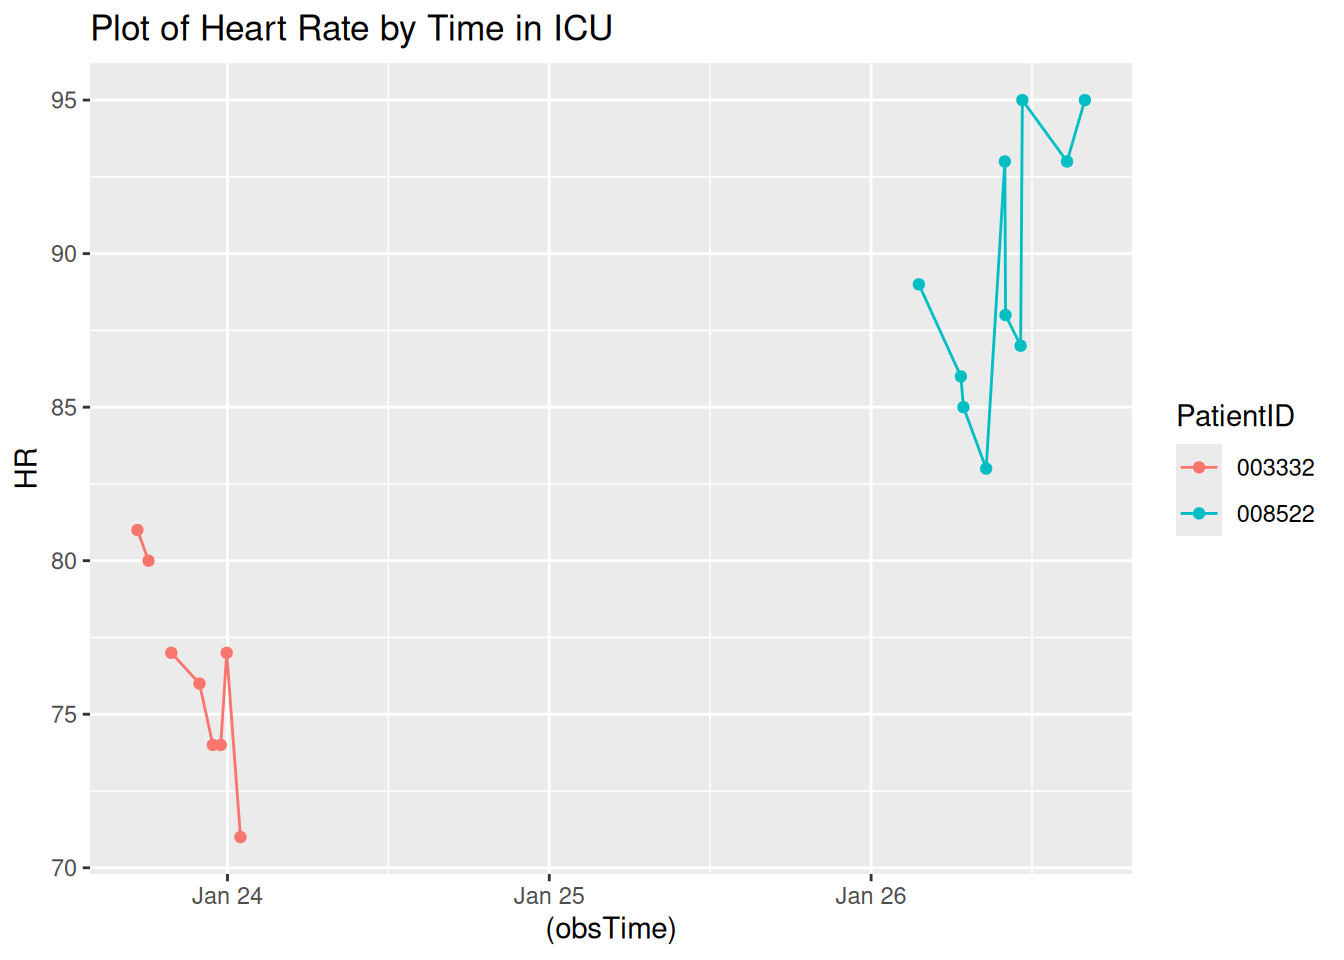 Plot of Heart Rate by Time in ICU
95
90
85
80
75
70
HR
Jan 24
Jan 25
Jan 26
(obsTime)
PatientID
003332
008522